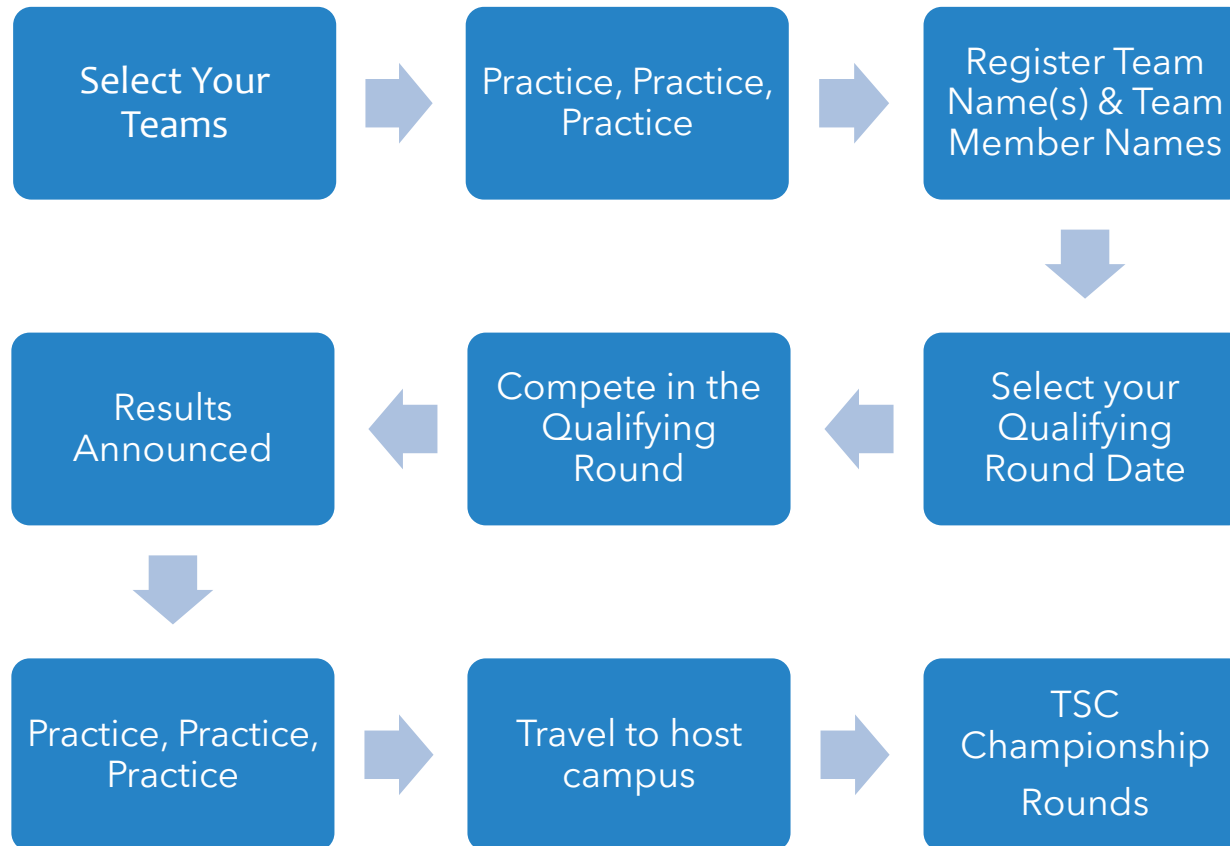 Select Your
Teams
Practice, Practice,
Practice
Register Team
Name(s) & Team
Member Names
Select your
Qualifying
Round Date
Compete in the
Qualifying
Round
Results
Announced
Practice, Practice,
Practice
Travel to host
campus
TSC
Championship
Rounds